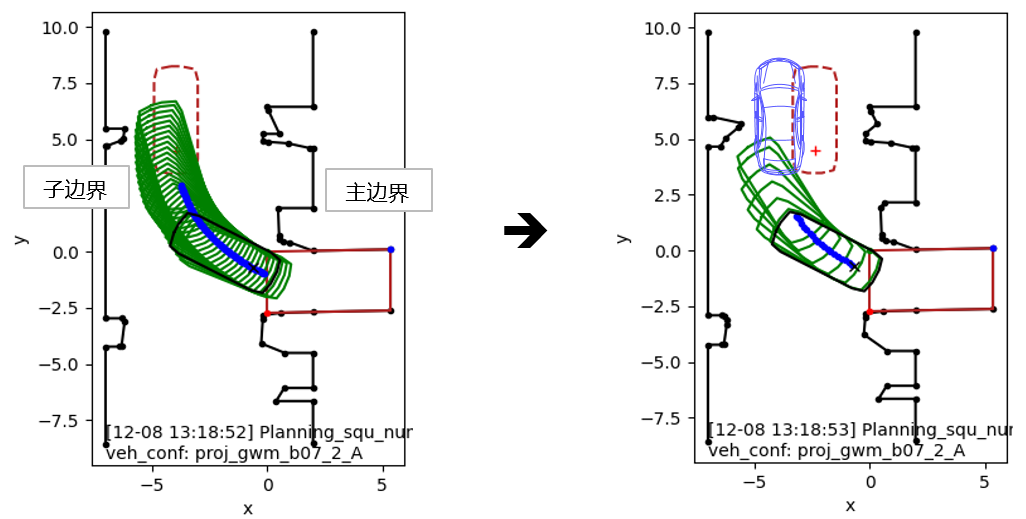 10.0
7.5
5.0
2.5
0.0
−2.5
−5.0
−7.5
y
子边界
主边界
[12-08 13:18:52] Planning_squ_nur
veh_conf: proj_gwm_b07_2_A
−5
0
5
x
10.0
7.5
5.0
2.5
0.0
−2.5
−5.0
−7.5
y
[12-08 13:18:53] Planning_squ_nur
veh_conf: proj_gwm_b07_2_A
−5
0
5
x